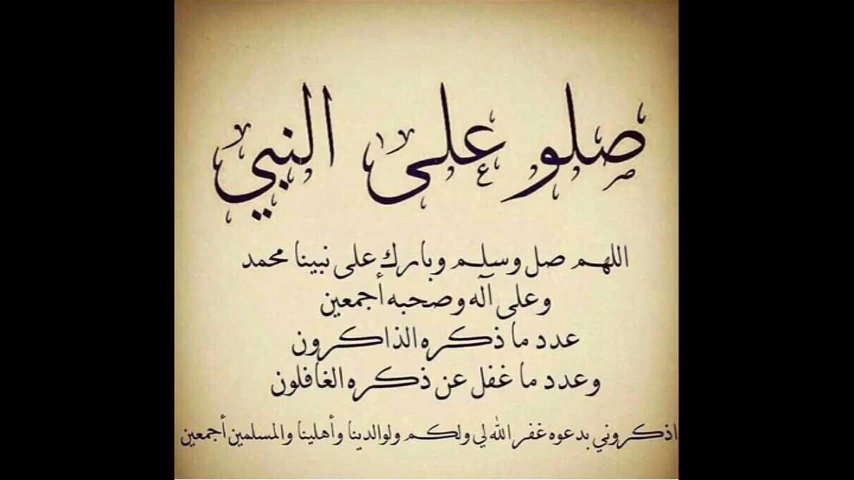 صلو على النبي
اللهم صل وسلم وبارك على نبينا محمد
وعلى آله وصحبه أجمعين
عدد ما ذكره الذاكرون
وعدد ما غفل عن ذكره الغافلون
اذكروني بدعوه غفر الله لي ولكم ولوالدينا وأهلينا والمسلمين أجمعين